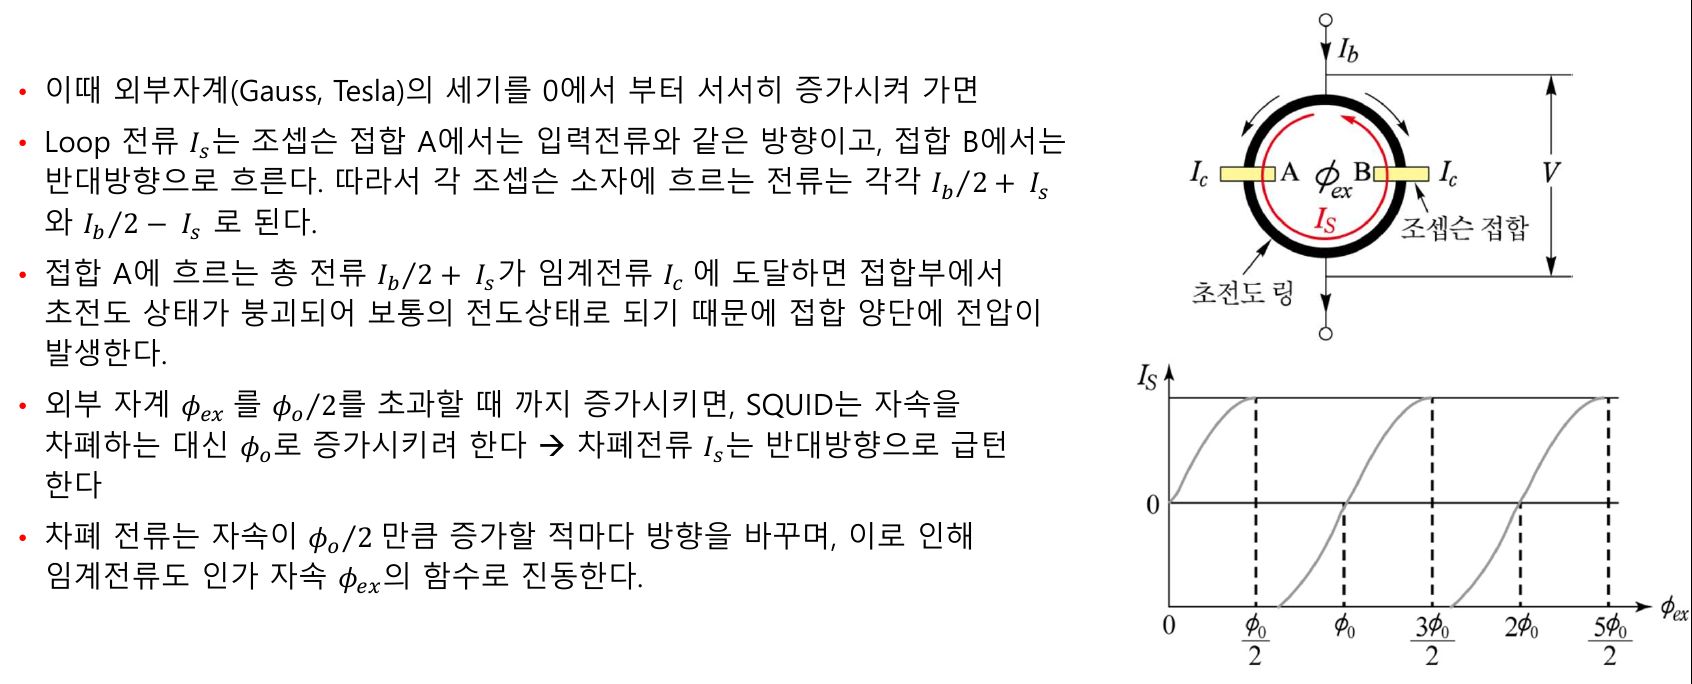 • 이때 외부자계(Gauss, Tesla)의 세기를 0에서 부터 서서히 증가시켜 가면
• Loop 전류 I_s는 조셉슨 접합 A에서는 입력전류와 같은 방향이고, 접합 B에서는
반대방향으로 흐른다. 따라서 각 조셉슨 소자에 흐르는 전류는 각각 I_b/2 + I_s
와 I_b/2 − I_s 로 된다.
• 접합 A에 흐르는 총 전류 I_b/2 + I_s가 임계전류 I_c 에 도달하면 접합부에서
초전도 상태가 붕괴되어 보통의 전도상태로 되기 때문에 접합 양단에 전압이
발생한다.
• 외부 자계 ϕ_ex 를 ϕ_o/2를 초과할 때 까지 증가시키면, SQUID는 자속을
차폐하는 대신 ϕ_o로 증가시키려 한다 → 차폐전류 I_s는 반대방향으로 급턴
한다
• 차폐 전류는 자속이 ϕ_o/2 만큼 증가할 적마다 방향을 바꾸며, 이로 인해
임계전류도 인가 자속 ϕ_ex의 함수로 진동한다.
I_b
I_c A ϕ_ex B I_c V
I_S
조셉슨 접합
초전도 링
I_S
0
0 ϕ_0/2 ϕ_0 3ϕ_0/2 2ϕ_0 5ϕ_0/2 ϕ_ex